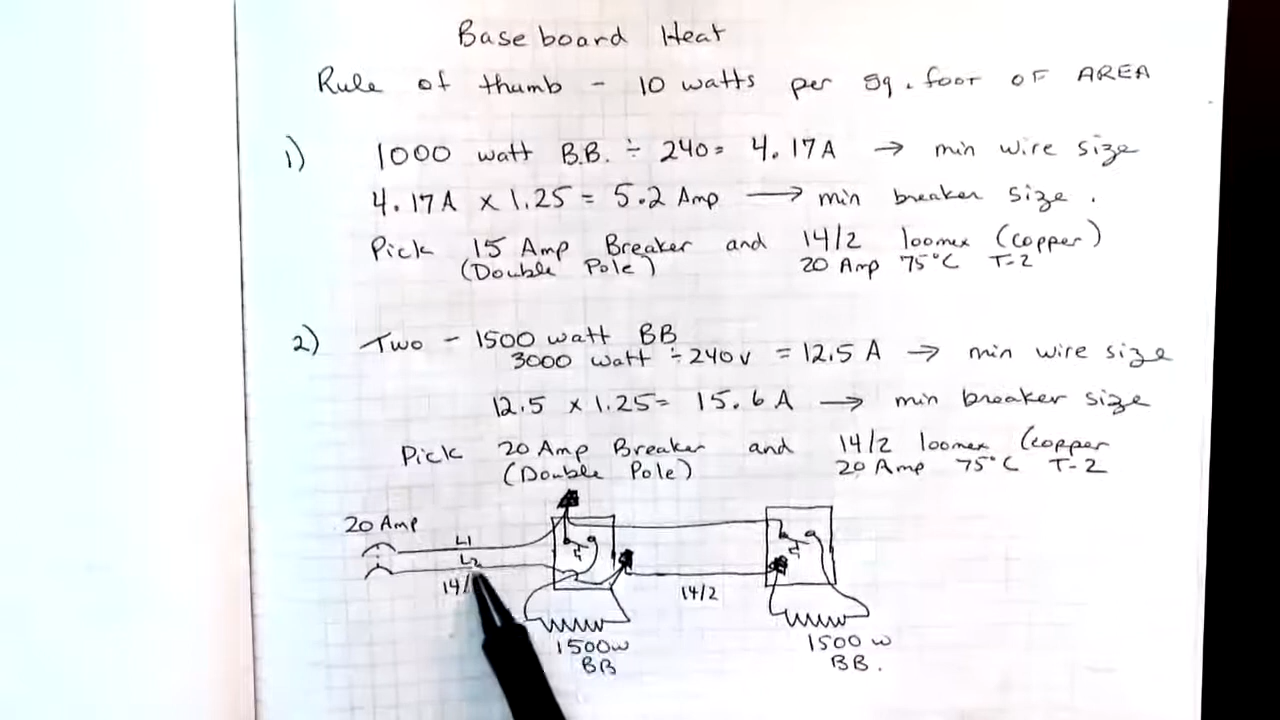 Baseboard Heat
Rule of thumb - 10 watts per sq. foot OF AREA
1) 1000 watt B.B. ÷ 240 = 4.17A → min wire size
4.17A x 1.25 = 5.2 Amp → min breaker size.
Pick 15 Amp Breaker and 14/2 loomex (copper)
(Double Pole) 20 Amp 75°C T-2
2) Two - 1500 watt BB
3000 watt ÷ 240v = 12.5 A → min wire size
12.5 x 1.25 = 15.6 A → min breaker size
Pick 20 Amp Breaker and 14/2 loomex (copper
(Double Pole) 20 Amp 75°C T-2
20 Amp
L1
L2
14/
14/2
1500w
BB
1500 w
BB.